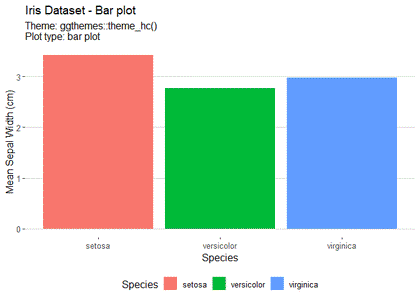 Iris Dataset - Bar plot
Theme: ggthemes::theme_hc()
Plot type: bar plot
Mean Sepal Width (cm)
3
2
1
0
setosa versicolor virginica
Species
Species setosa versicolor virginica